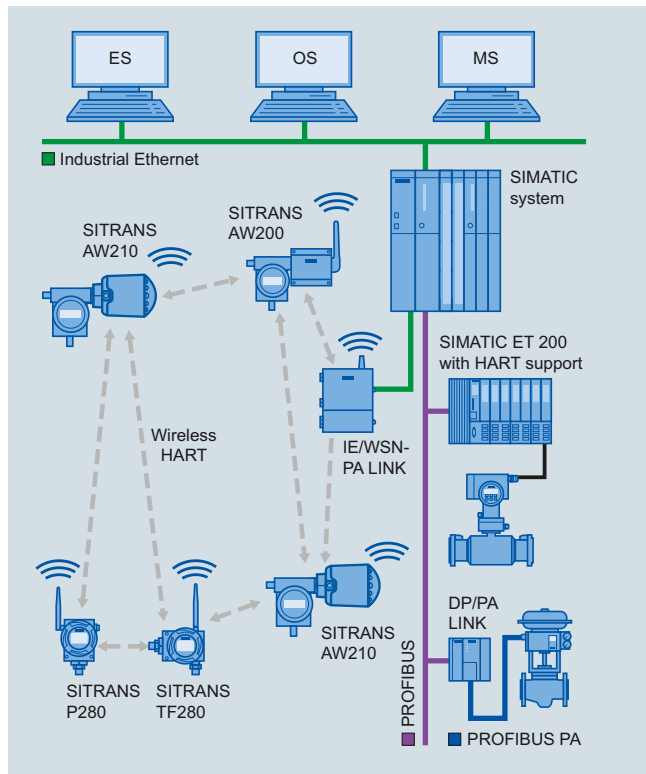 ES
OS
MS
Industrial Ethernet
SIMATIC
system
SITRANS
AW200
SITRANS
AW210
SIMATIC ET 200
with HART support
Wireless
HART
IE/WSN-
PA LINK
DP/PA
LINK
SITRANS
AW210
SITRANS
P280
SITRANS
TF280
PROFIBUS
PROFIBUS PA